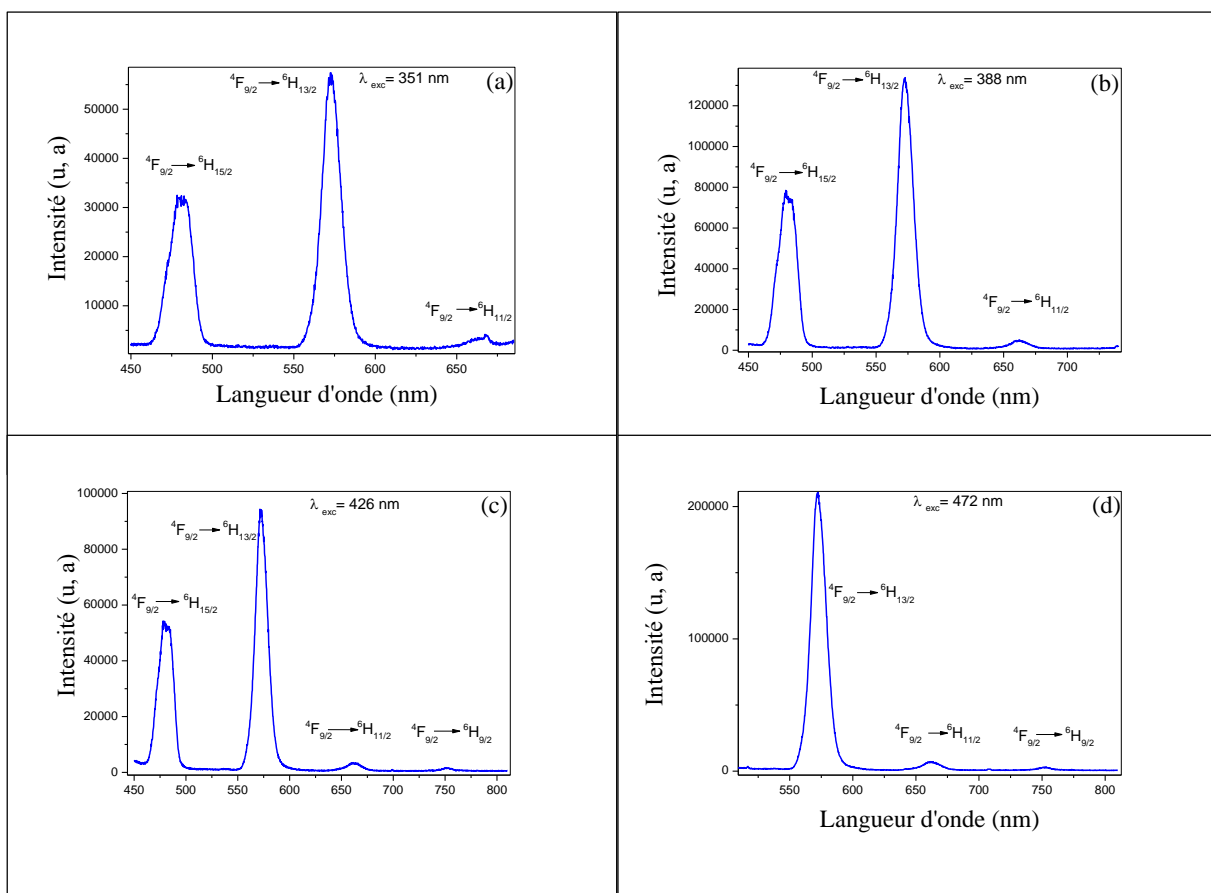 ⁴F₉/₂ → ⁶H₁₃/₂ λ exc= 351 nm (a)
⁴F₉/₂ → ⁶H₁₅/₂
⁴F₉/₂ → ⁶H₁₁/₂
50000
40000
30000
20000
10000
Intensité (u, a)
450 500 550 600 650
Langueur d'onde (nm)
⁴F₉/₂ → ⁶H₁₃/₂ λ exc= 388 nm (b)
⁴F₉/₂ → ⁶H₁₅/₂
⁴F₉/₂ → ⁶H₁₁/₂
120000
100000
80000
60000
40000
20000
0
Intensité (u, a)
450 500 550 600 650 700
Langueur d'onde (nm)
λ exc= 426 nm (c)
⁴F₉/₂ → ⁶H₁₃/₂
⁴F₉/₂ → ⁶H₁₅/₂
⁴F₉/₂ → ⁶H₁₁/₂ ⁴F₉/₂ → ⁶H₉/₂
100000
80000
60000
40000
20000
0
Intensité (u, a)
450 500 550 600 650 700 750 800
λ exc= 472 nm (d)
⁴F₉/₂ → ⁶H₁₃/₂
⁴F₉/₂ → ⁶H₁₁/₂ ⁴F₉/₂ → ⁶H₉/₂
200000
100000
0
Intensité (u, a)
550 600 650 700 750 800
Langueur d'onde (nm)